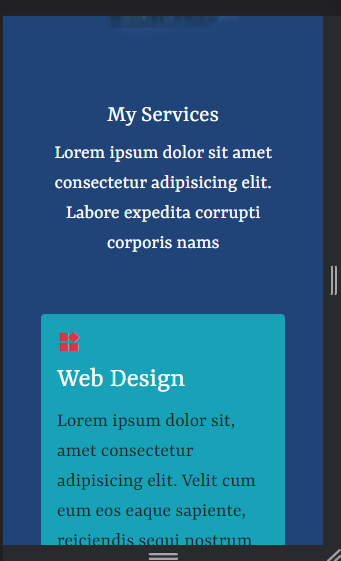 My Services
Lorem ipsum dolor sit amet
consectetur adipisicing elit.
Labore expedita corrupti
corporis nams
Web Design
Lorem ipsum dolor sit,
amet consectetur
adipisicing elit. Velit cum
eum eos eaque sapiente,
reiciendis sequi nostrum